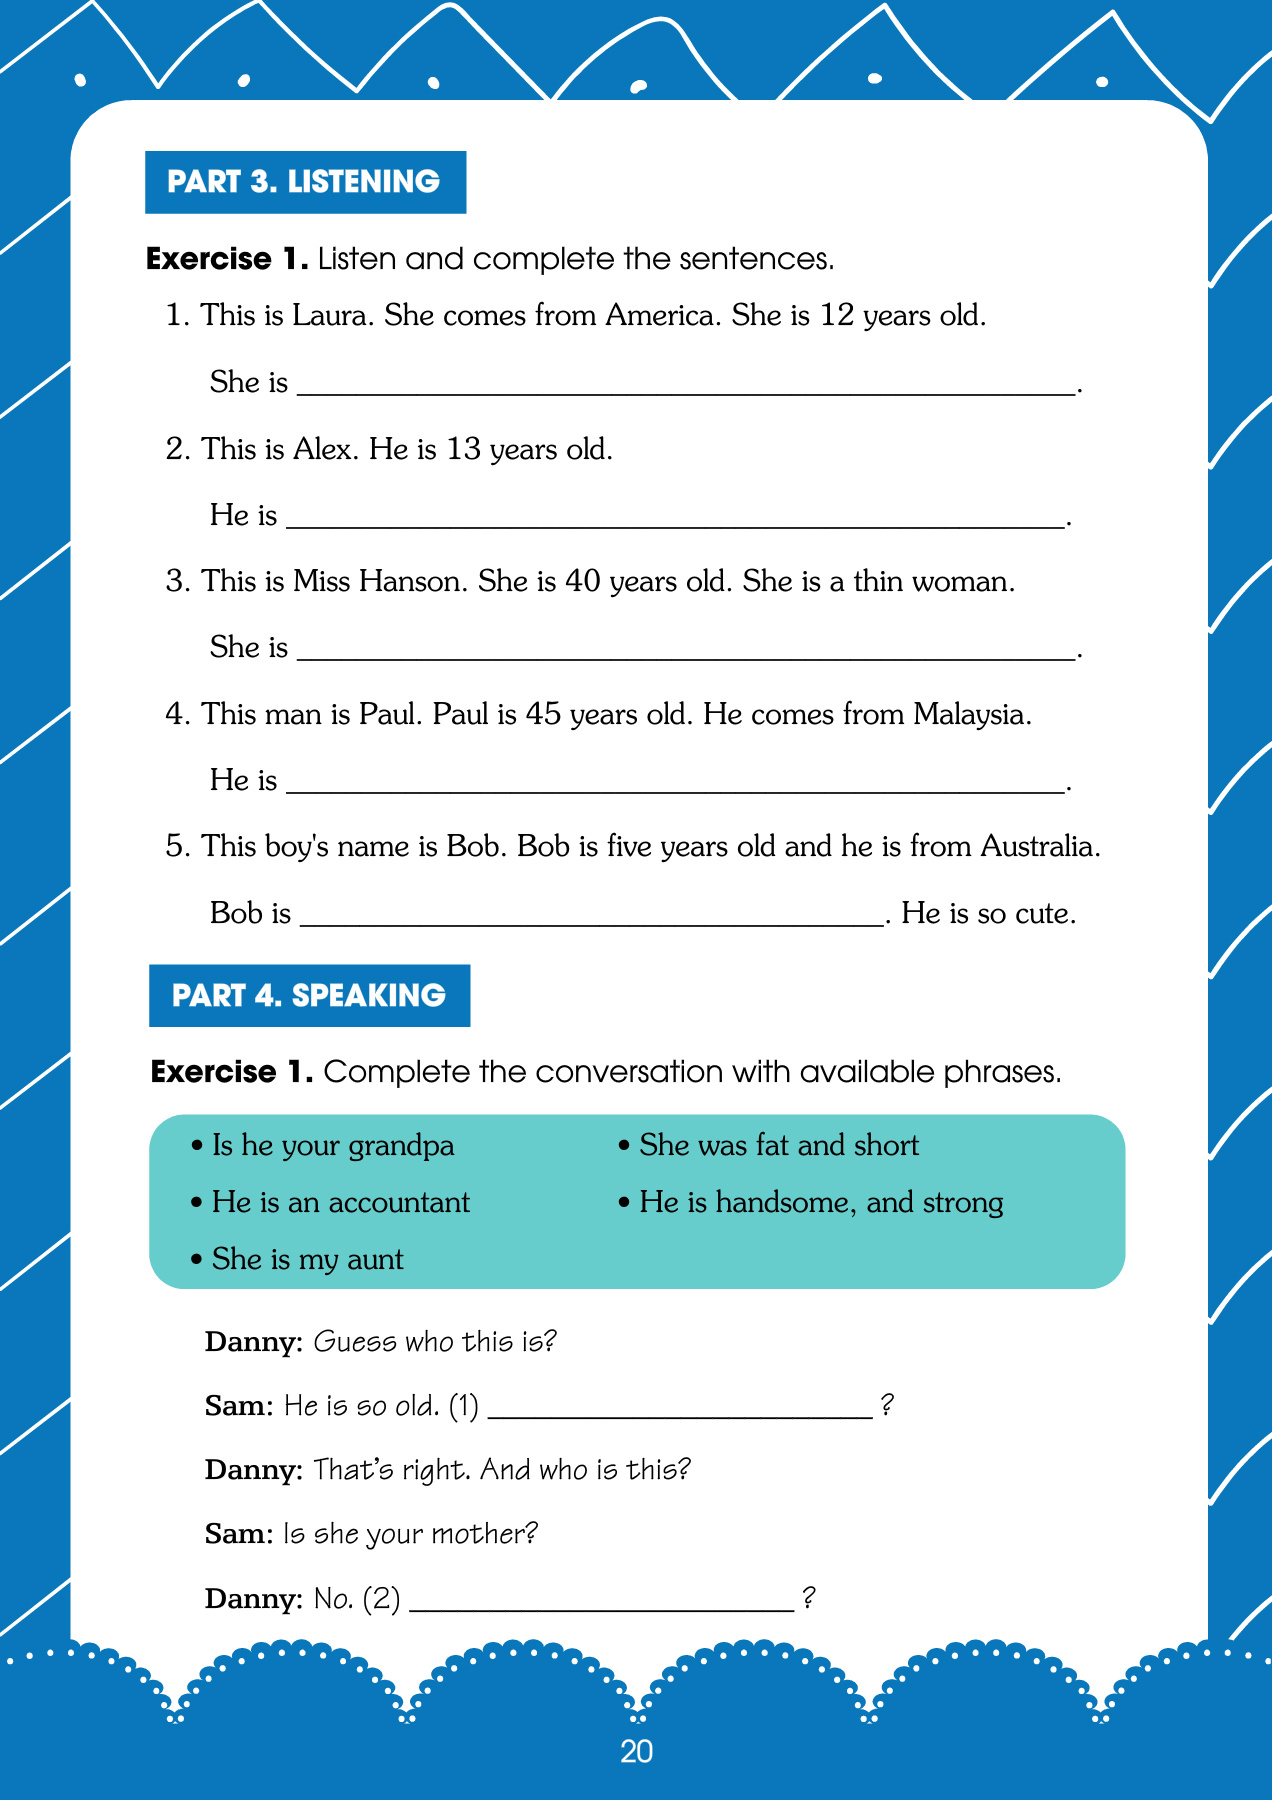 PART 3. LISTENING
Exercise 1. Listen and complete the sentences.
1. This is Laura. She comes from America. She is 12 years old.
She is ____________________.
2. This is Alex. He is 13 years old.
He is ____________________.
3. This is Miss Hanson. She is 40 years old. She is a thin woman.
She is ____________________.
4. This man is Paul. Paul is 45 years old. He comes from Malaysia.
He is ____________________.
5. This boy's name is Bob. Bob is five years old and he is from Australia.
Bob is ____________________. He is so cute.
PART 4. SPEAKING
Exercise 1. Complete the conversation with available phrases.
• Is he your grandpa • She was fat and short
• He is an accountant • He is handsome, and strong
• She is my aunt
Danny: Guess who this is?
Sam: He is so old. (1) ____________________ ?
Danny: That's right. And who is this?
Sam: Is she your mother?
Danny: No. (2) ____________________ ?
20